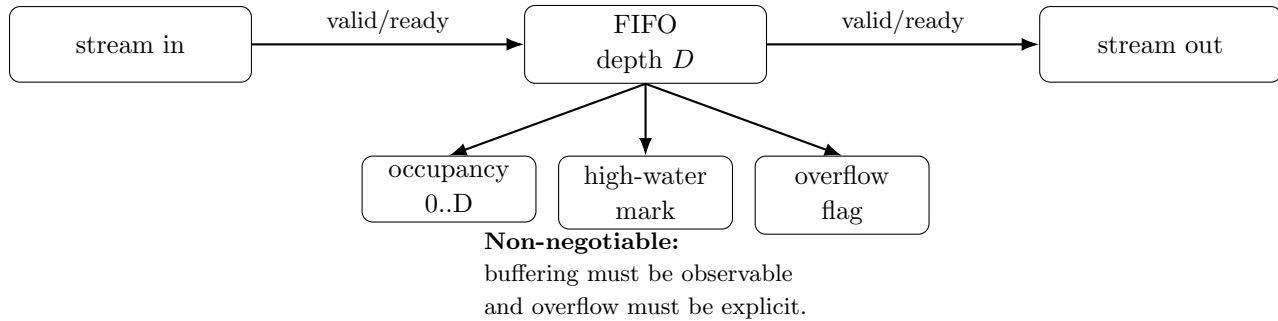 stream in
valid/ready
FIFO
depth D
valid/ready
stream out
occupancy
0..D
high-water
mark
overflow
flag
Non-negotiable:
buffering must be observable
and overflow must be explicit.